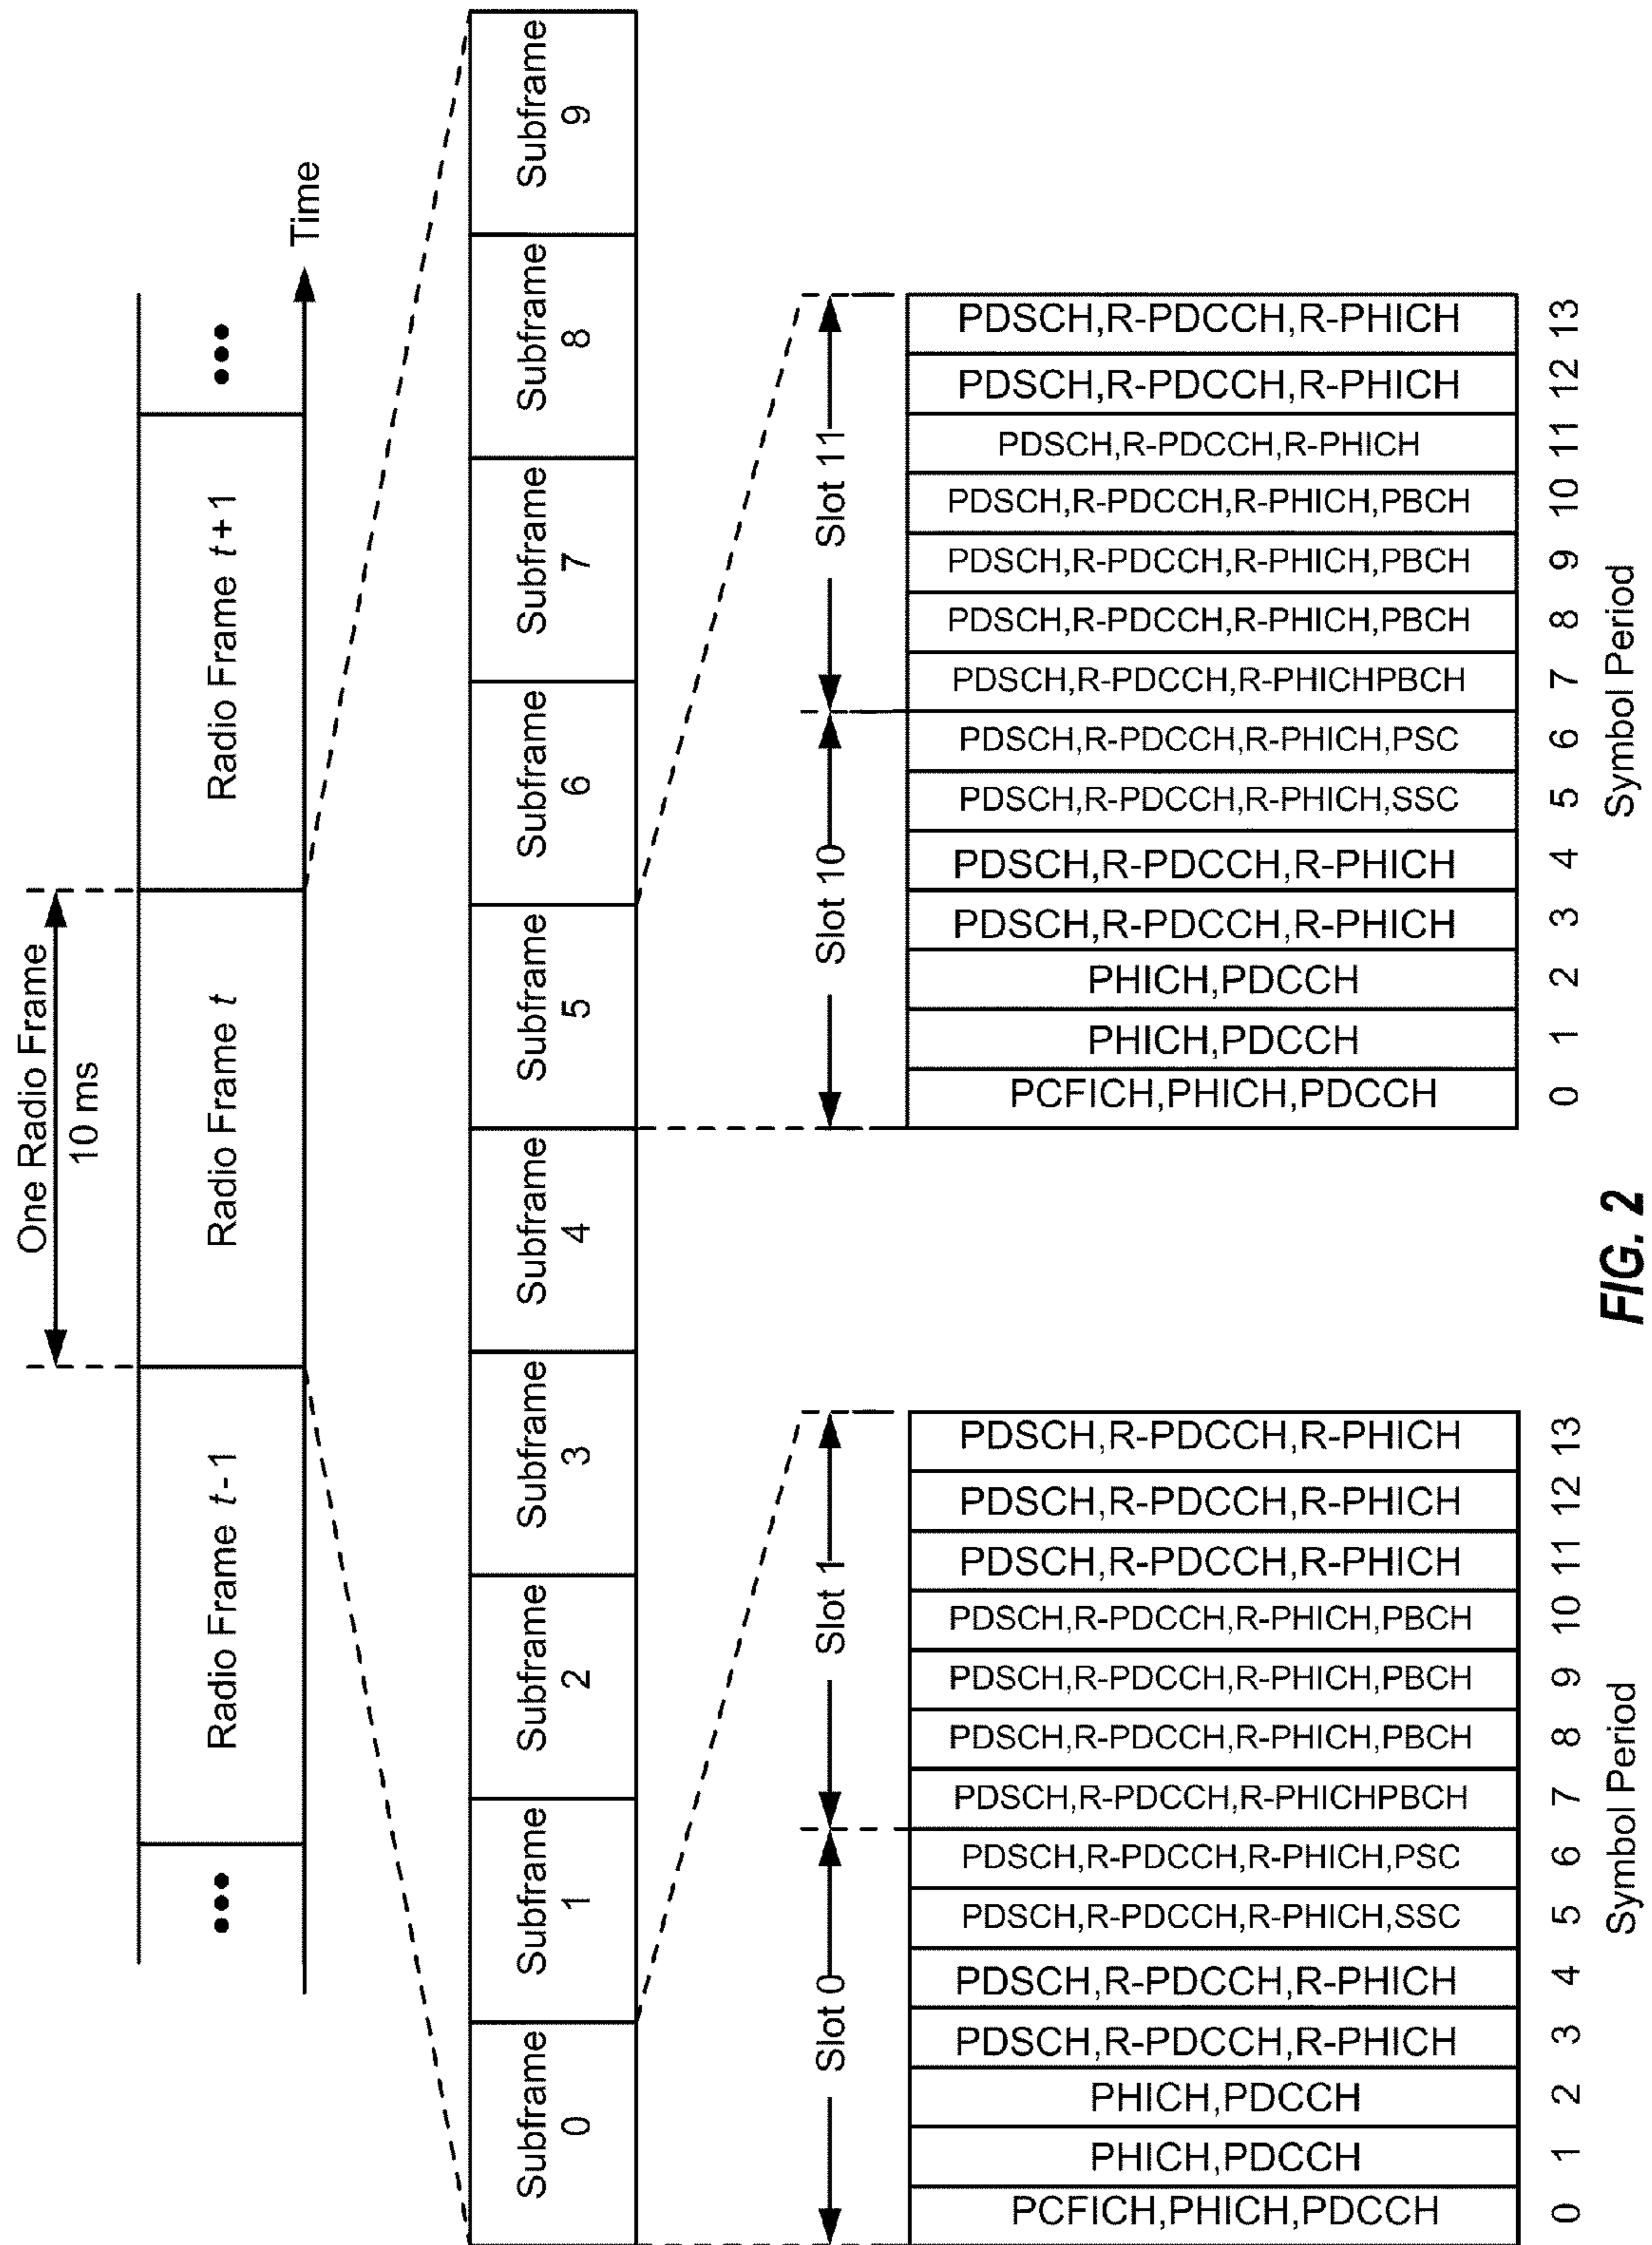 One Radio Frame
10 ms
•••
Radio Frame t-1
Radio Frame t
Radio Frame t+1
•••
Time
Subframe
0
Subframe
1
Subframe
2
Subframe
3
Subframe
4
Subframe
5
Subframe
6
Subframe
7
Subframe
8
Subframe
9
Slot 0
Slot 1
PCFICH,PHICH,PDCCH
PHICH,PDCCH
PHICH,PDCCH
PDSCH,R-PDCCH,R-PHICH
PDSCH,R-PDCCH,R-PHICH
PDSCH,R-PDCCH,R-PHICH,SSC
PDSCH,R-PDCCH,R-PHICH,PSC
PDSCH,R-PDCCH,R-PHICHPBCH
PDSCH,R-PDCCH,R-PHICH,PBCH
PDSCH,R-PDCCH,R-PHICH,PBCH
PDSCH,R-PDCCH,R-PHICH,PBCH
PDSCH,R-PDCCH,R-PHICH
PDSCH,R-PDCCH,R-PHICH
PDSCH,R-PDCCH,R-PHICH
0 1 2 3 4 5 6 7 8 9 10 11 12 13
Symbol Period
Slot 10
Slot 11
PCFICH,PHICH,PDCCH
PHICH,PDCCH
PHICH,PDCCH
PDSCH,R-PDCCH,R-PHICH
PDSCH,R-PDCCH,R-PHICH
PDSCH,R-PDCCH,R-PHICH,SSC
PDSCH,R-PDCCH,R-PHICH,PSC
PDSCH,R-PDCCH,R-PHICHPBCH
PDSCH,R-PDCCH,R-PHICH,PBCH
PDSCH,R-PDCCH,R-PHICH,PBCH
PDSCH,R-PDCCH,R-PHICH,PBCH
PDSCH,R-PDCCH,R-PHICH
PDSCH,R-PDCCH,R-PHICH
PDSCH,R-PDCCH,R-PHICH
0 1 2 3 4 5 6 7 8 9 10 11 12 13
Symbol Period
FIG. 2